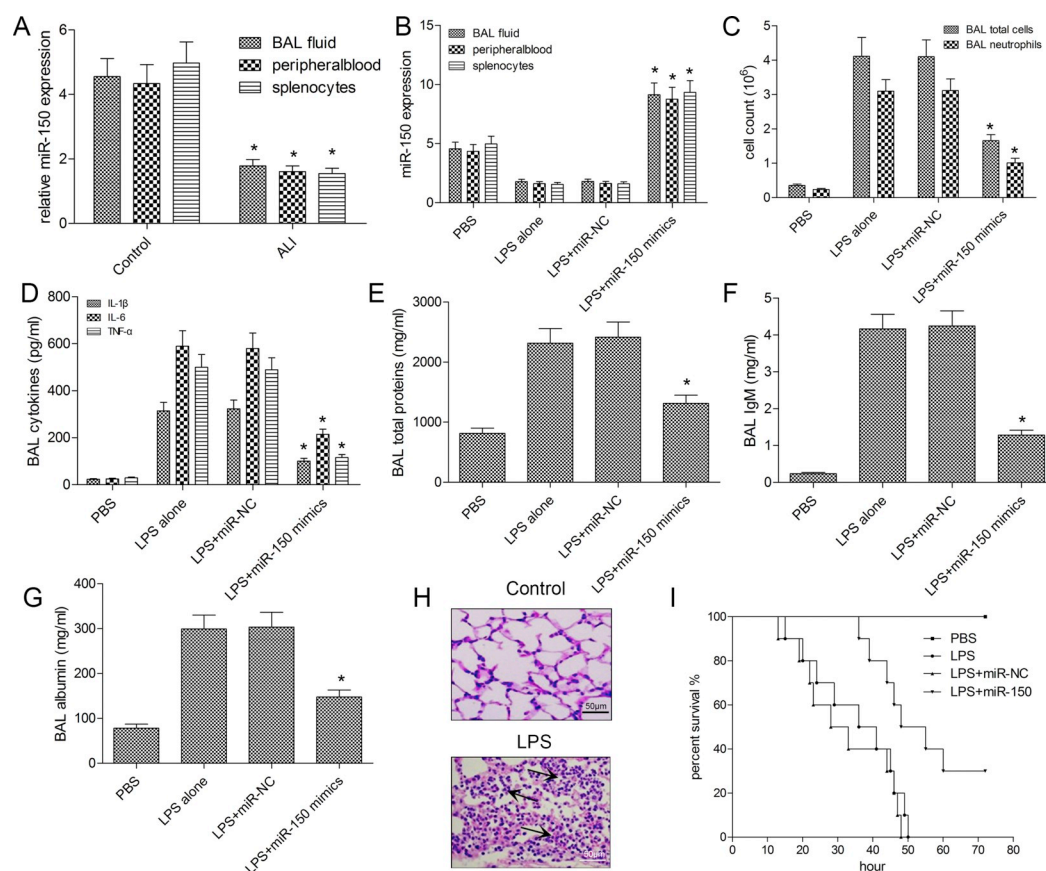 A
relative miR-150 expression
6
4
2
0
Control
ALI
BAL fluid
peripheralblood
splenocytes
*
*
*
B
miR-150 expression
15
10
5
0
PBS
LPS alone
LPS+miR-NC
LPS+miR-150 mimics
BAL fluid
peripheralblood
splenocytes
*
*
*
C
cell count (10⁶)
5
4
3
2
1
0
PBS
LPS alone
LPS+miR-NC
LPS+miR-150 mimics
BAL total cells
BAL neutrophils
*
*
D
BAL cytokines (pg/ml)
800
600
400
200
0
PBS
LPS alone
LPS+miR-NC
LPS+miR-150 mimics
IL-1β
IL-6
TNF-α
*
*
*
E
BAL total proteins (mg/ml)
3000
2000
1000
0
PBS
LPS alone
LPS+miR-NC
LPS+miR-150 mimics
*
F
BAL IgM (mg/ml)
5
4
3
2
1
0
PBS
LPS alone
LPS+miR-NC
LPS+miR-150 mimics
*
G
BAL albumin (mg/ml)
400
300
200
100
0
PBS
LPS alone
LPS+miR-NC
LPS+miR-150 mimics
*
H
Control
50μm
LPS
50μm
I
percent survival %
100
80
60
40
20
0
0
10
20
30
40
50
60
70
80
hour
PBS
LPS
LPS+miR-NC
LPS+miR-150